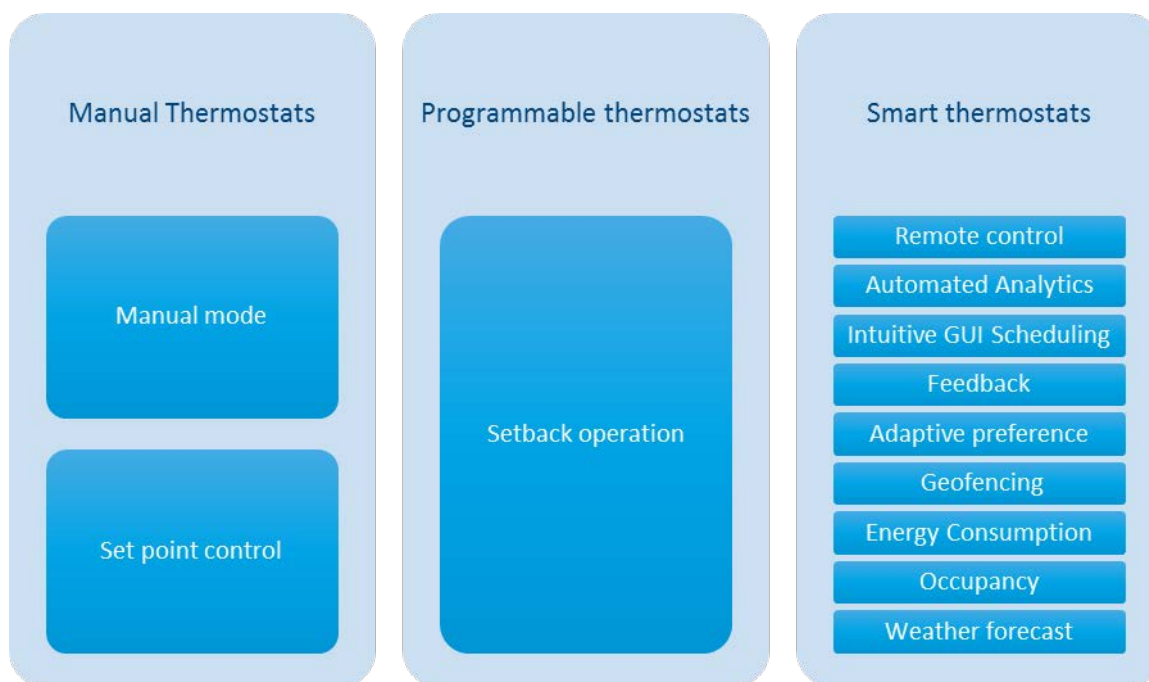 Manual Thermostats
Manual mode
Set point control
Programmable thermostats
Setback operation
Smart thermostats
Remote control
Automated Analytics
Intuitive GUI Scheduling
Feedback
Adaptive preference
Geofencing
Energy Consumption
Occupancy
Weather forecast